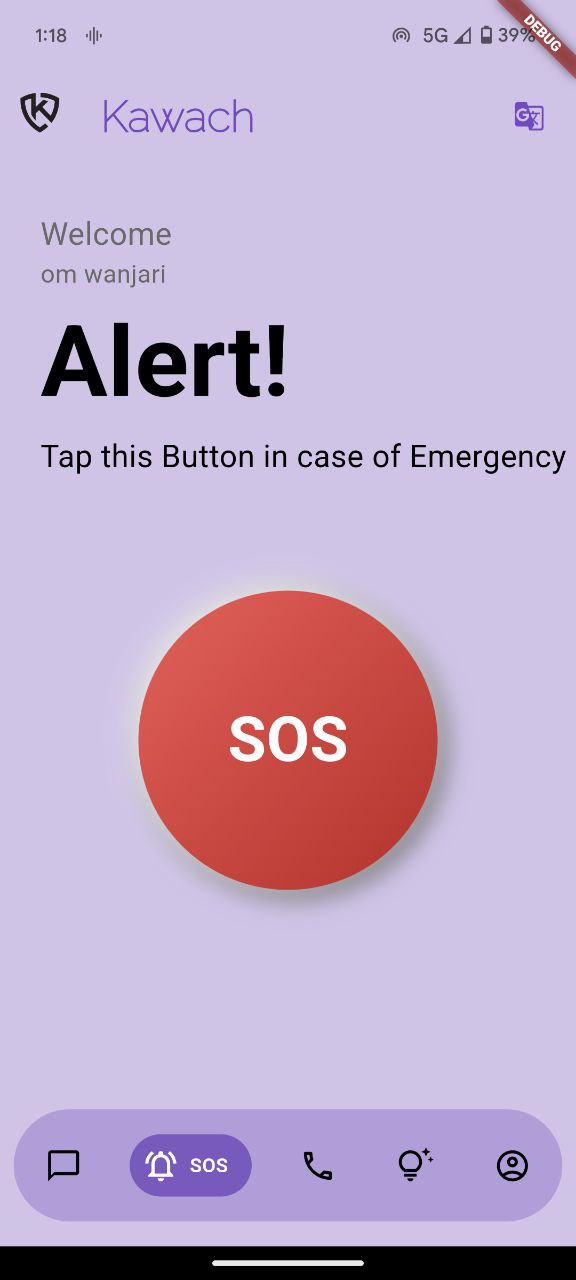 1:18 5G 39%
DEBUG
Kawach
Welcome
om wanjari
Alert!
Tap this Button in case of Emergency
SOS
SOS